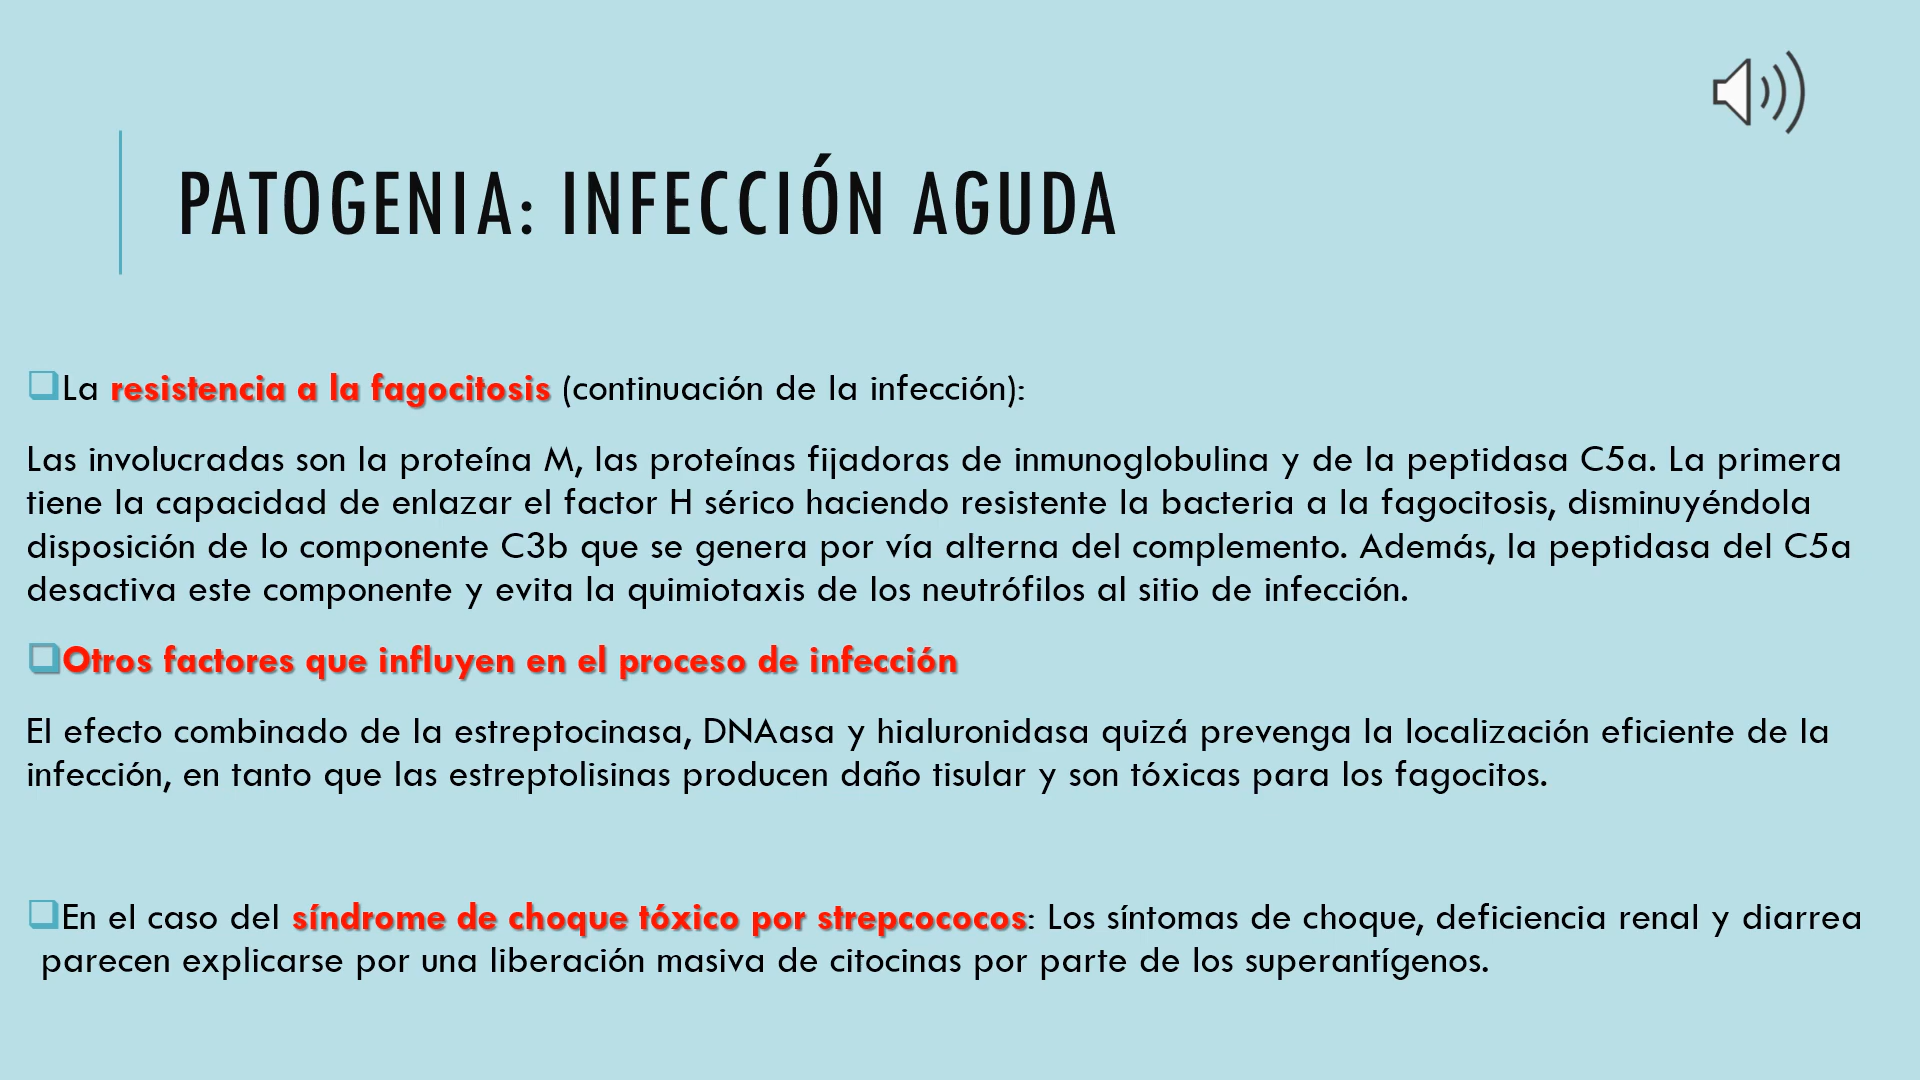 PATOGENIA: INFECCIÓN AGUDA
La resistencia a la fagocitosis (continuación de la infección):
Las involucradas son la proteína M, las proteínas fijadoras de inmunoglobulina y de la peptidasa C5a. La primera
tiene la capacidad de enlazar el factor H sérico haciendo resistente la bacteria a la fagocitosis, disminuyéndola
disposición de lo componente C3b que se genera por vía alterna del complemento. Además, la peptidasa del C5a
desactiva este componente y evita la quimiotaxis de los neutrófilos al sitio de infección.
Otros factores que influyen en el proceso de infección
El efecto combinado de la estreptocinasa, DNAasa y hialuronidasa quizá prevenga la localización eficiente de la
infección, en tanto que las estreptolisinas producen daño tisular y son tóxicas para los fagocitos.
En el caso del síndrome de choque tóxico por strepcococos: Los síntomas de choque, deficiencia renal y diarrea
parecen explicarse por una liberación masiva de citocinas por parte de los superantígenos.